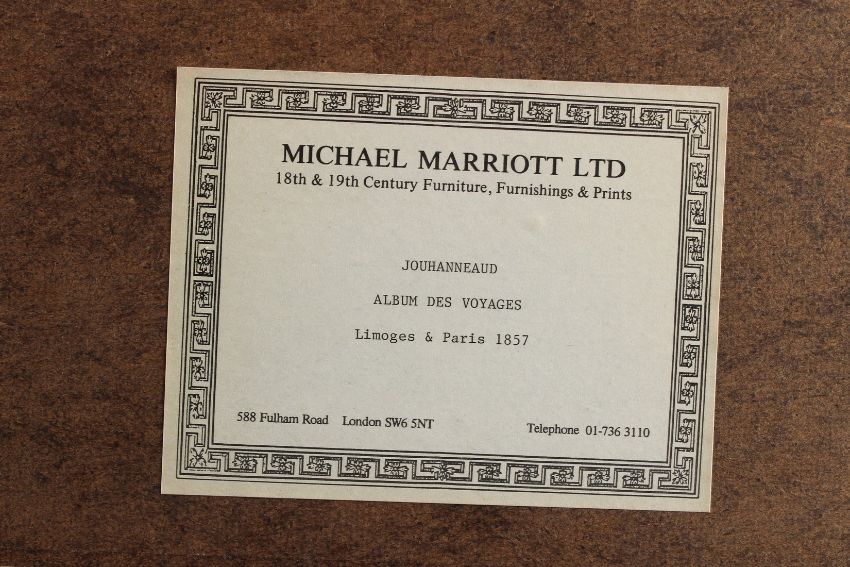 MICHAEL MARRIOTT LTD
18th & 19th Century Furniture, Furnishings & Prints
JOUHANNEAUD
ALBUM DES VOYAGES
Limoges & Paris 1857
588 Fulham Road London SW6 5NT
Telephone 01-736 3110